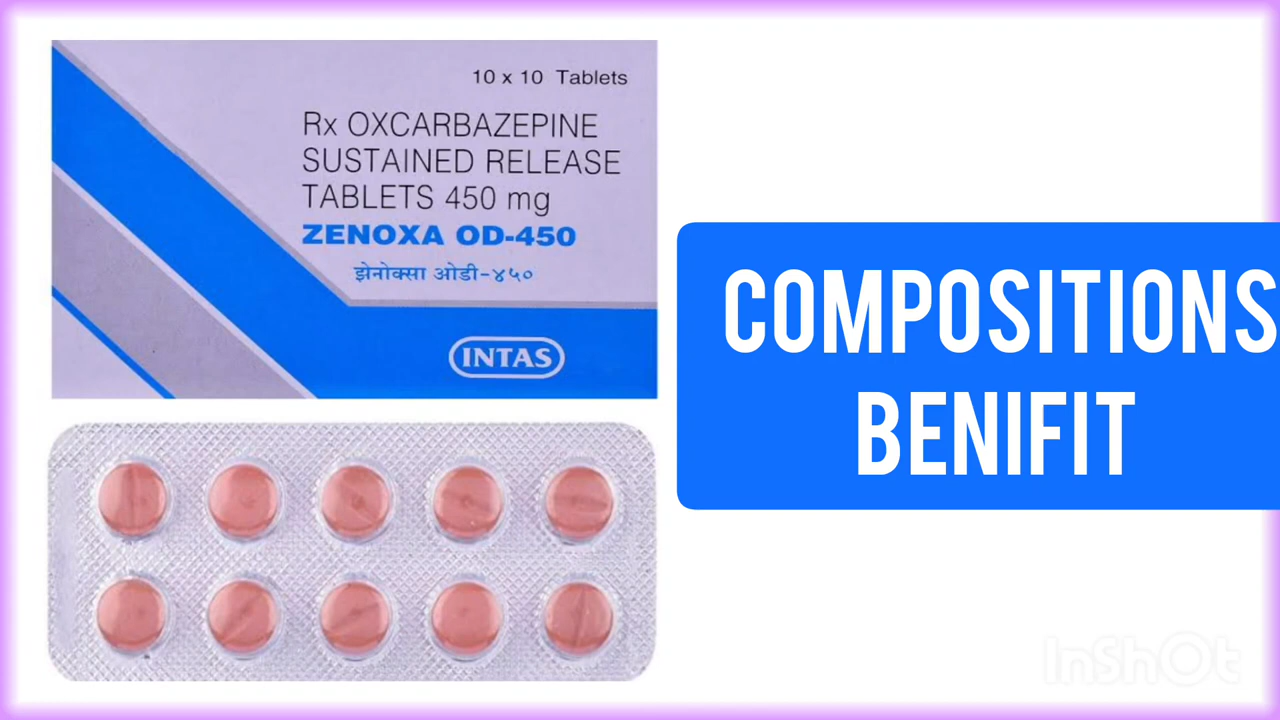 10 x 10 Tablets
Rx OXCARBAZEPINE
SUSTAINED RELEASE
TABLETS 450 mg
ZENOXA OD-450
झेनोक्सा ओडी-४५०
INTAS
COMPOSITIONS
BENIFIT
InShOt